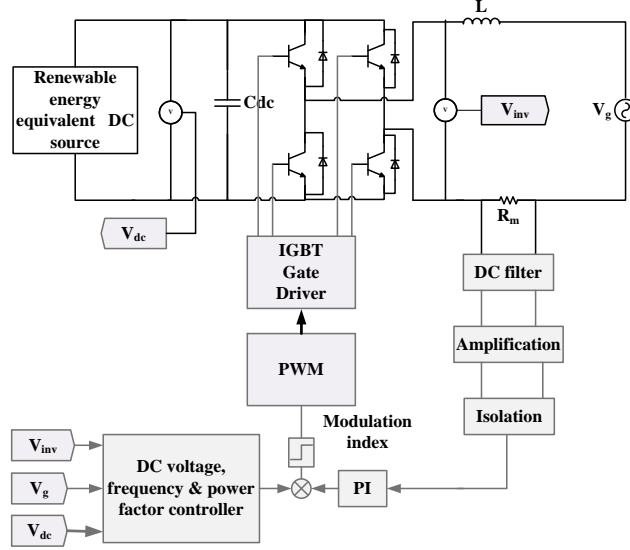 L
Renewable
energy
equivalent DC
source
v
Cdc
v
Vinv
Vg
Rm
Vdc
IGBT
Gate
Driver
DC filter
Amplification
PWM
Isolation
Modulation
index
Vinv
Vg
Vdc
DC voltage,
frequency & power
factor controller
PI